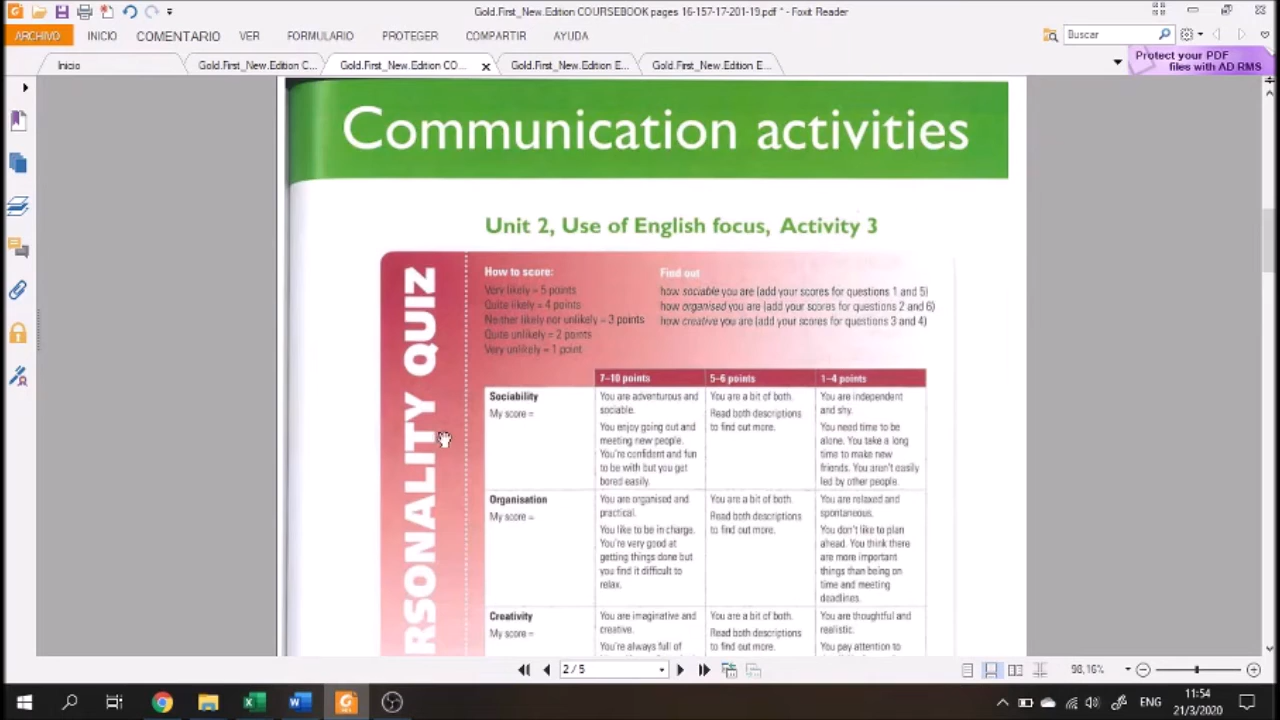 Gold.First_New.Edition COURSEBOOK pages 16-157-17-201-19.pdf * - Foxit Reader
ARCHIVO INICIO COMENTARIO VER FORMULARIO PROTEGER COMPARTIR AYUDA
Buscar
Inicio
Gold.First_New.Edition C...
Gold.First_New.Edition CO...
Gold.First_New.Edition E...
Gold.First_New.Edition E...
Protect your PDF
files with AD RMS
Communication activities
Unit 2, Use of English focus, Activity 3
RSONALITY QUIZ
How to score:
Very likely = 5 points
Quite likely = 4 points
Neither likely nor unlikely = 3 points
Quite unlikely = 2 points
Very unlikely = 1 point
Find out
how sociable you are (add your scores for questions 1 and 5)
how organised you are (add your scores for questions 2 and 6)
how creative you are (add your scores for questions 3 and 4)
7–10 points
5–6 points
1–4 points
Sociability
My score =
You are adventurous and
sociable.
You enjoy going out and
meeting new people.
You're confident and fun
to be with but you get
bored easily.
You are a bit of both.
Read both descriptions
to find out more.
You are independent
and shy.
You need time to be
alone. You take a long
time to make new
friends. You aren't easily
led by other people.
Organisation
My score =
You are organised and
practical.
You like to be in charge.
You're very good at
getting things done but
you find it difficult to
relax.
You are a bit of both.
Read both descriptions
to find out more.
You are relaxed and
spontaneous.
You don't like to plan
ahead. You think there
are more important
things than being on
time and meeting
deadlines.
Creativity
My score =
You are imaginative and
creative.
You're always full of
You are a bit of both.
Read both descriptions
to find out more.
You are thoughtful and
realistic.
You pay attention to
2 / 5
98,16%
ENG
11:54
21/3/2020